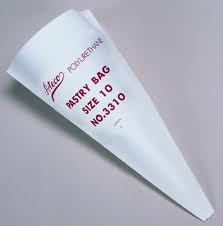 Ateco
POLYURETHANE
PASTRY BAG
SIZE 10
NO. 3310